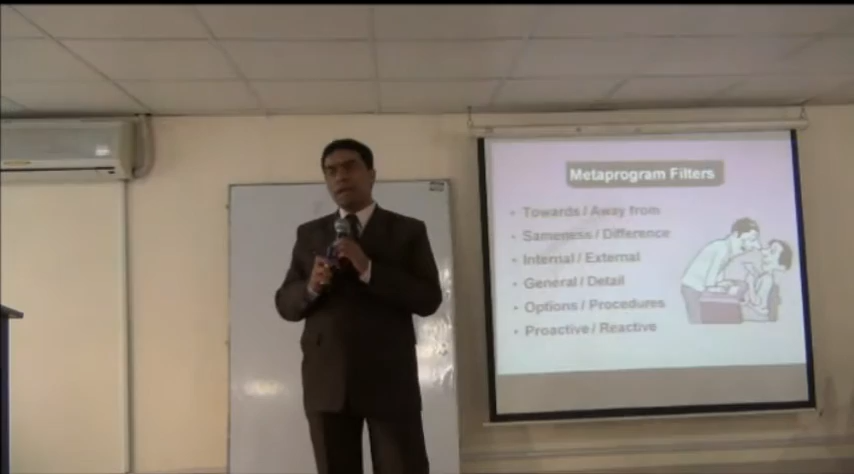 Metaprogram Filters
• Towards / Away from
• Sameness / Difference
• Internal / External
• General / Detail
• Options / Procedures
• Proactive / Reactive